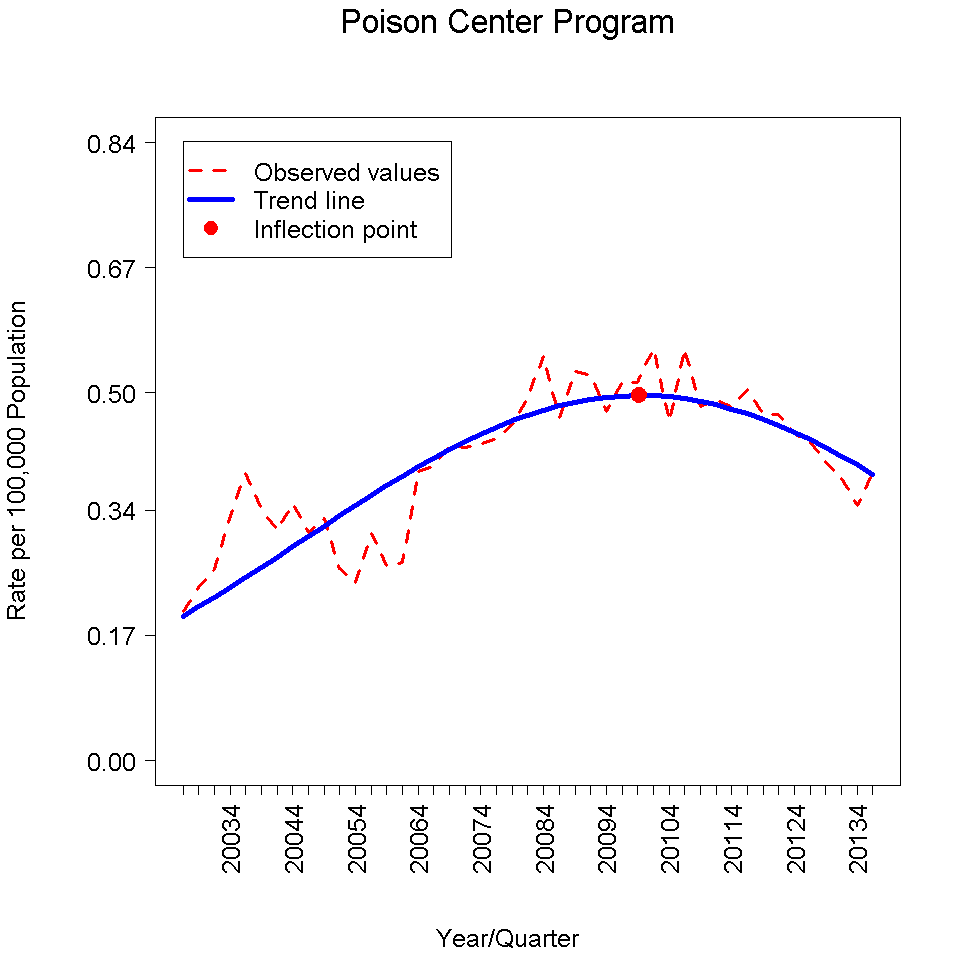 Poison Center Program
Observed values
Trend line
Inflection point
0.84
0.67
0.50
0.34
0.17
0.00
Rate per 100,000 Population
20034
20044
20054
20064
20074
20084
20094
20104
20114
20124
20134
Year/Quarter